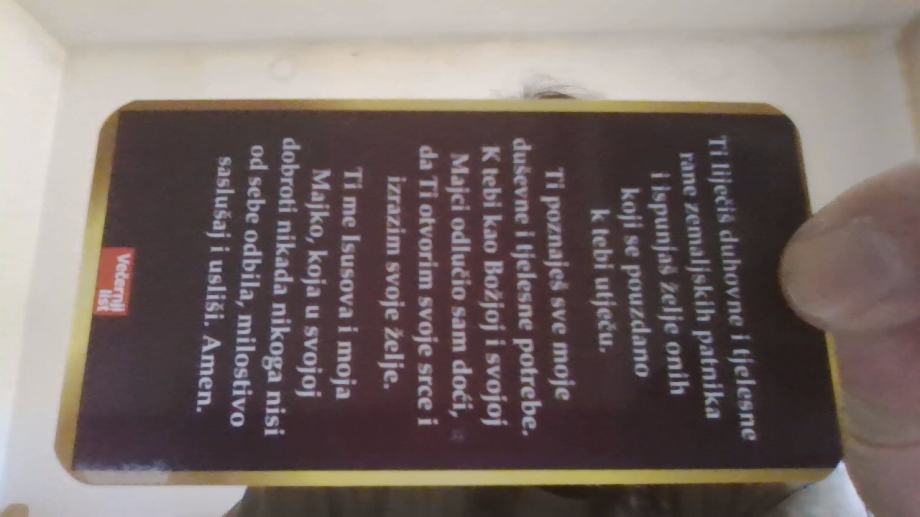 Ti liječiš duhovne i tjelesne
rane zemaljskih patnika
i ispunjaš želje onih
koji se pouzdano
k tebi utječu.
Ti poznaješ sve moje
duševne i tjelesne potrebe.
K tebi kao Božjoj i svojoj
Majci odlučio sam doći,
da Ti otvorim svoje srce i
izrazim svoje želje.
Ti me Isusova i moja
Majko, koja u svojoj
dobroti nikada nikoga nisi
od sebe odbila, milostivo
saslušaj i usliši. Amen.
Večernji
list